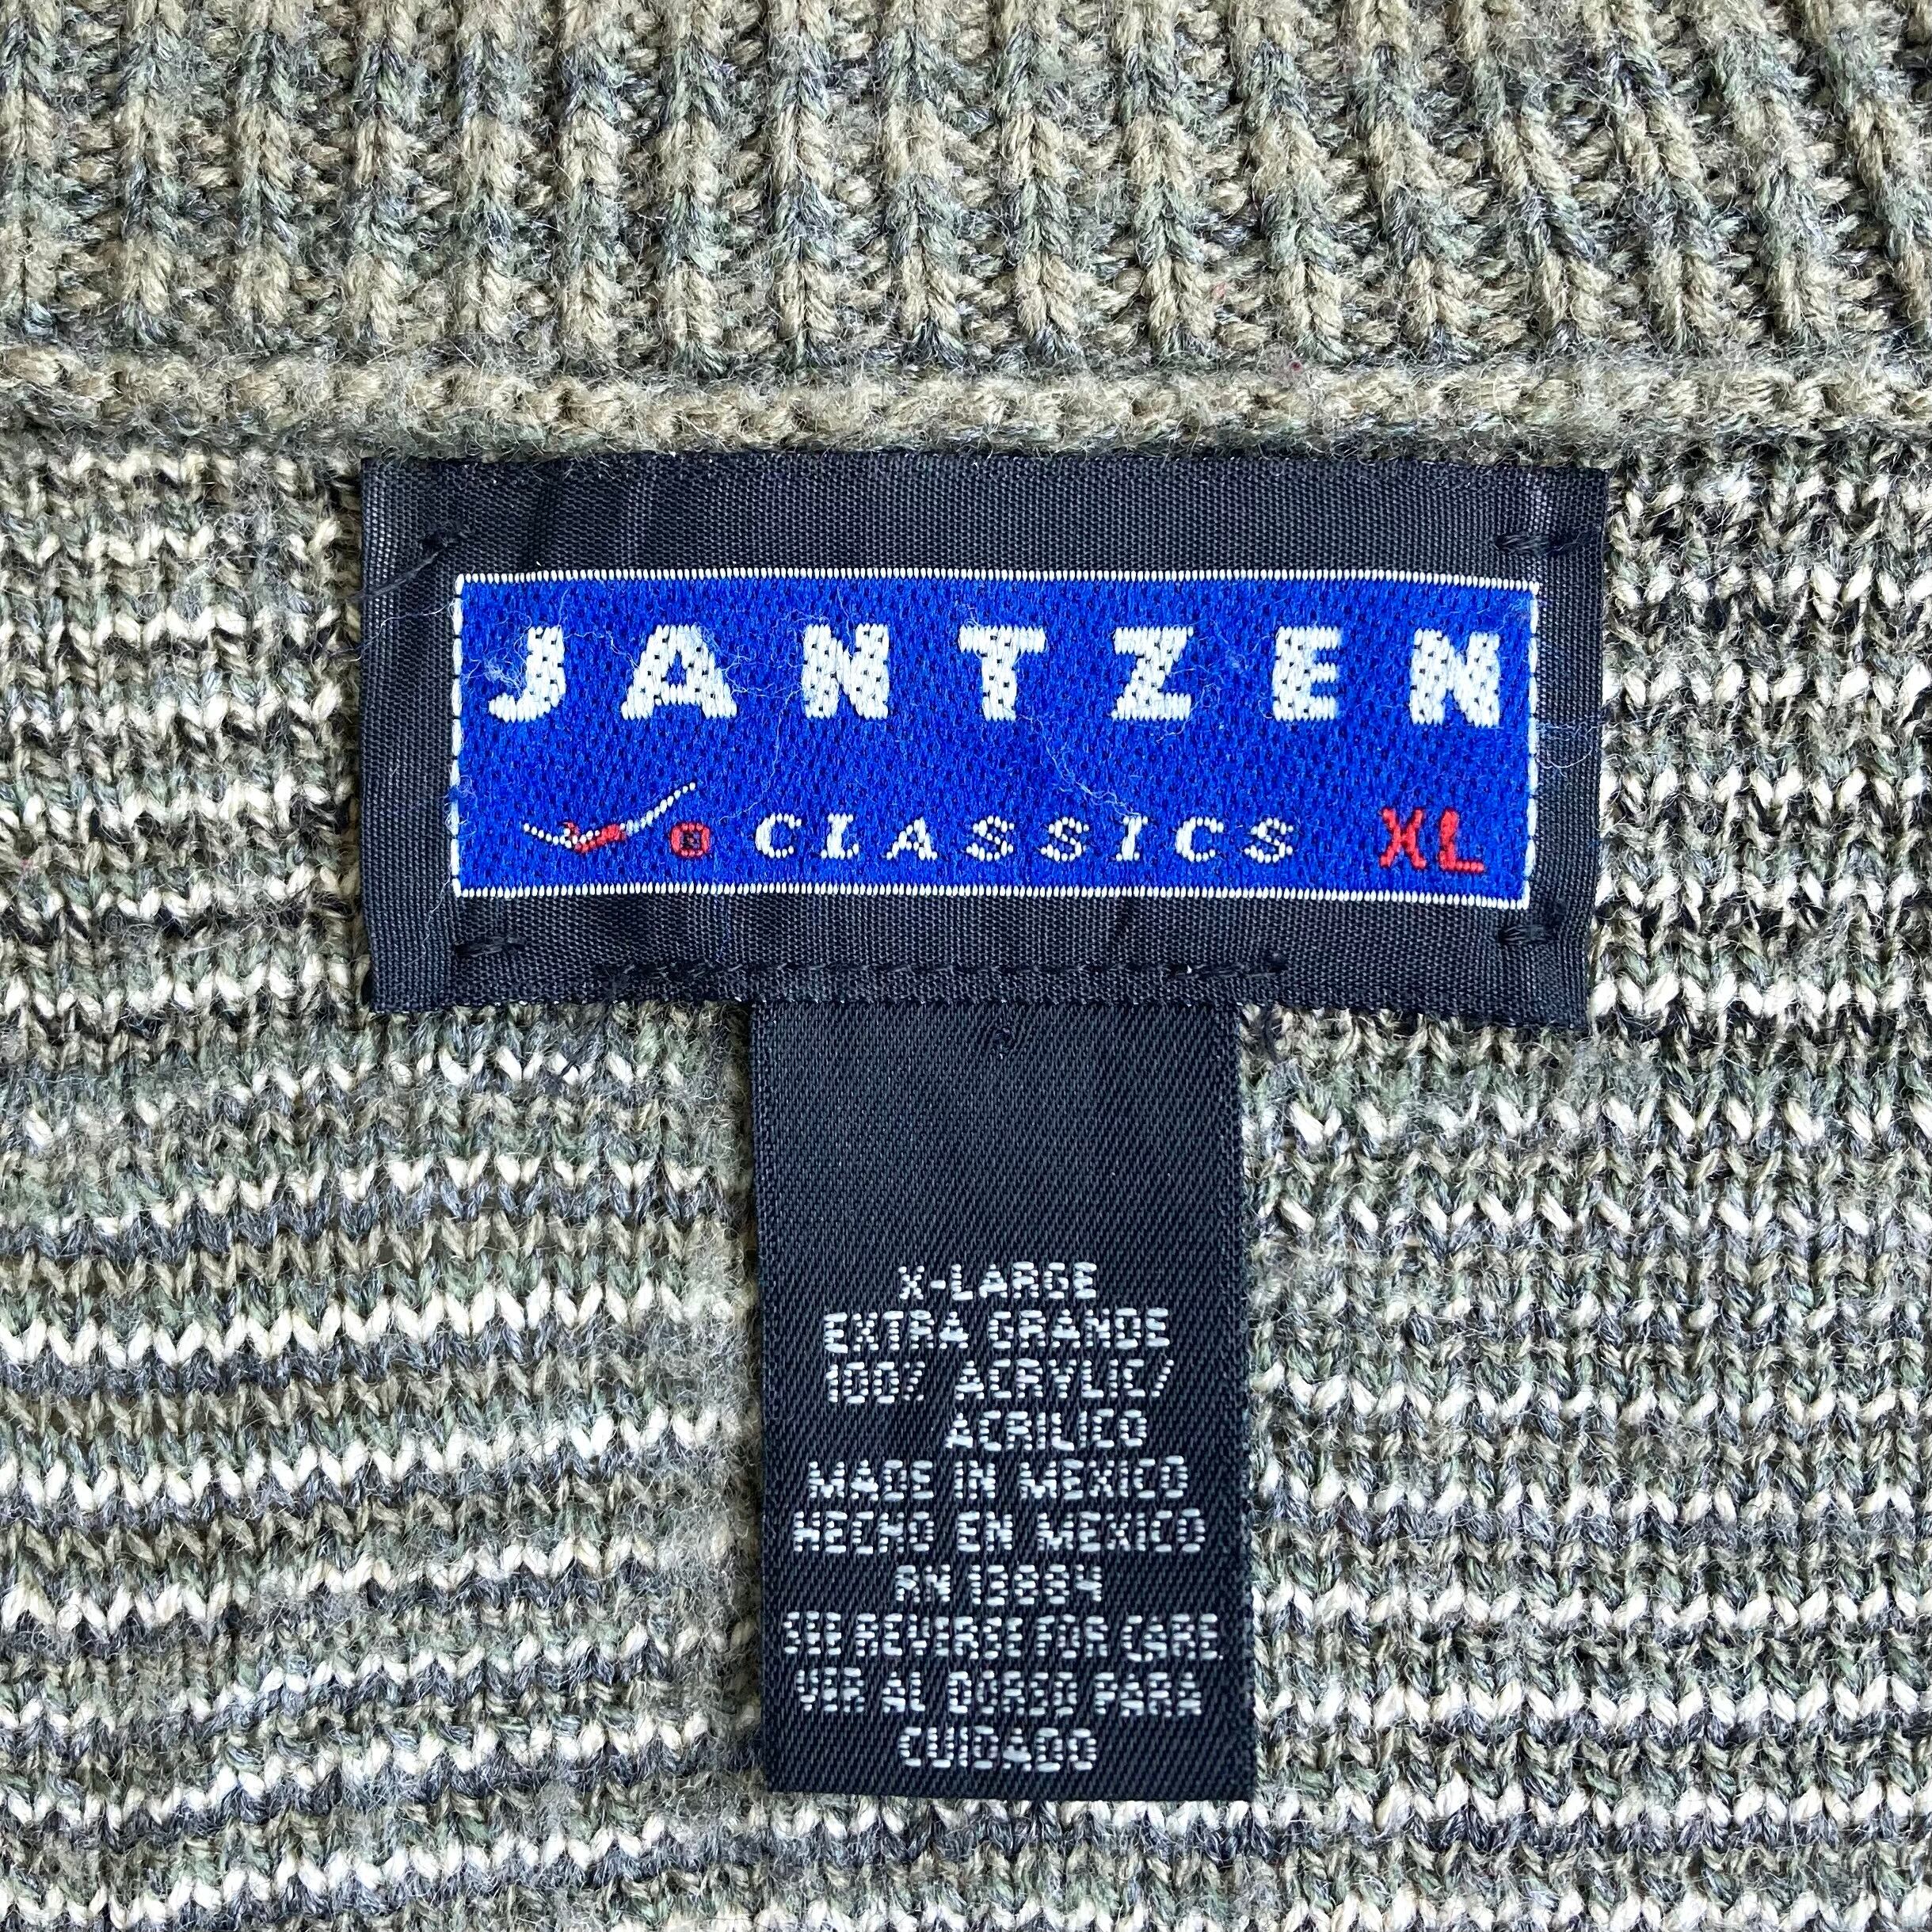 JANTZEN
® CLASSICS XL
X-LARGE
EXTRA GRANDE
100% ACRYLIC/
ACRILICO
MADE IN MEXICO
HECHO EN MEXICO
RN
SEE REVERSE FOR CARE
VER AL DORSO PARA
CUIDADO